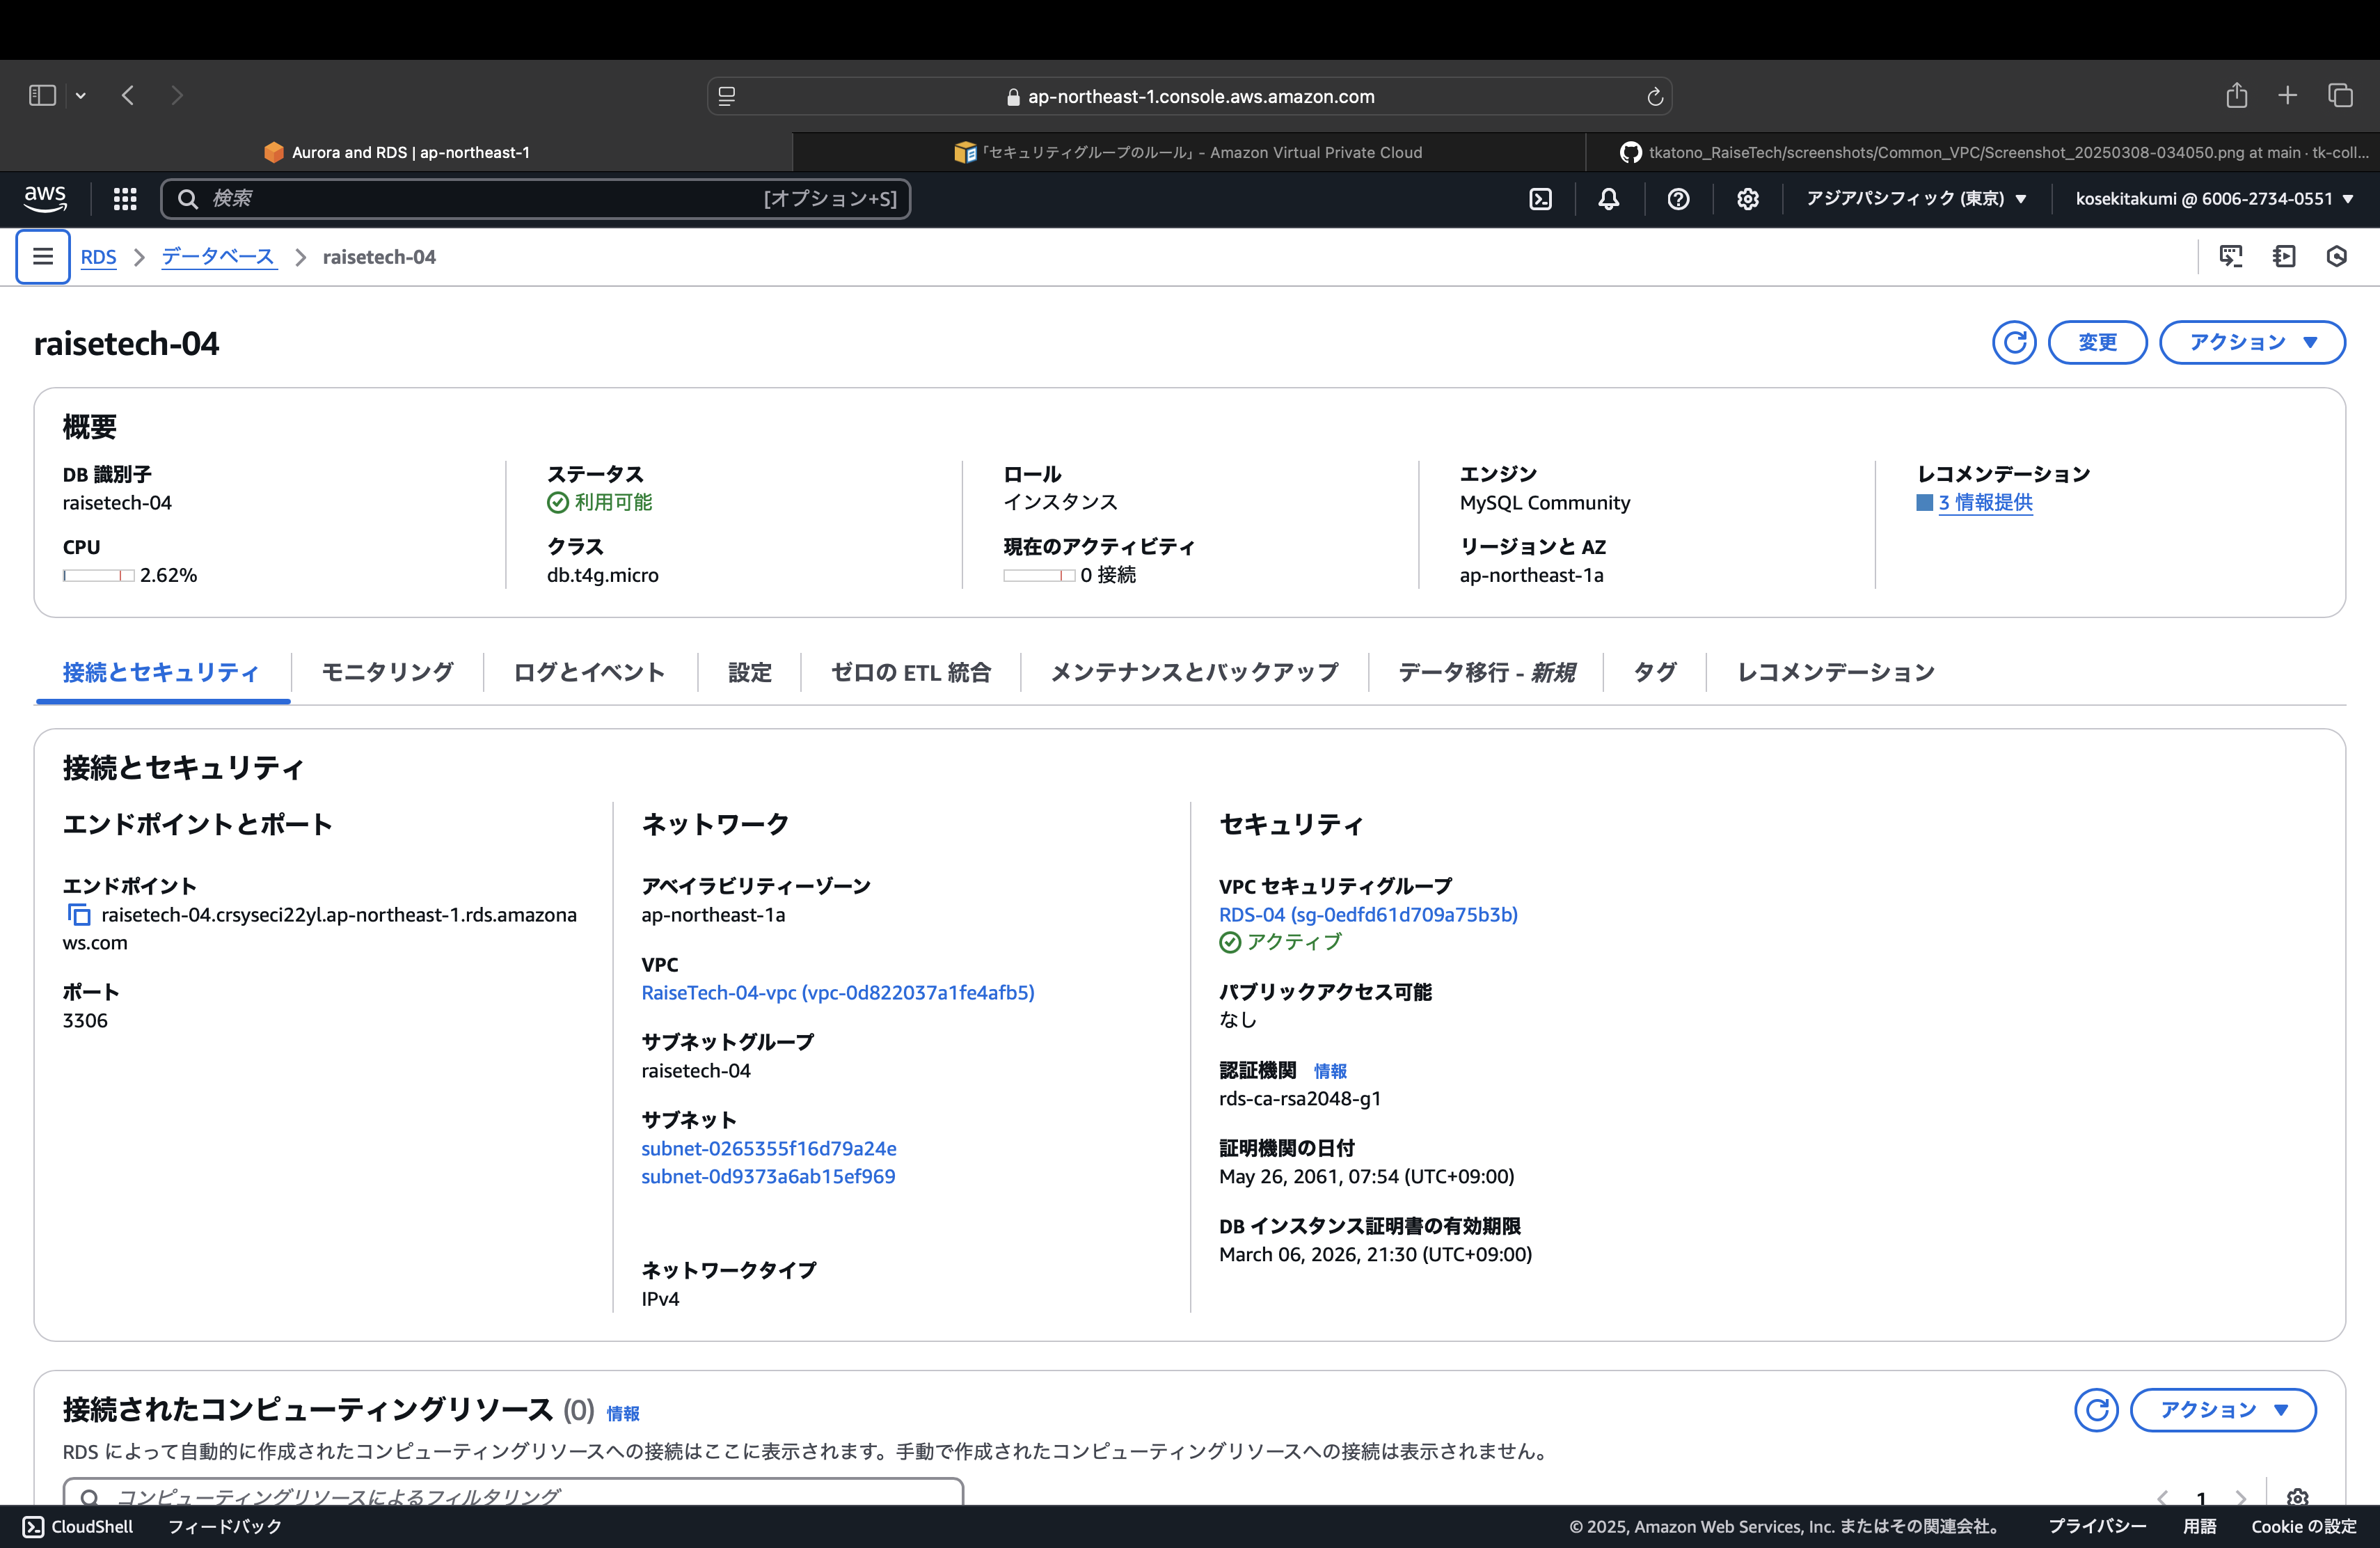 ap-northeast-1.console.aws.amazon.com
Aurora and RDS | ap-northeast-1
「セキュリティグループのルール」- Amazon Virtual Private Cloud
tkatono_RaiseTech/screenshots/Common_VPC/Screenshot_20250308-034050.png at main · tk-coll...
aws
検索
[オプション+S]
アジアパシフィック (東京) ▼
kosekitakumi @ 6006-2734-0551 ▼
RDS > データベース > raisetech-04
raisetech-04
変更
アクション ▼
概要
DB 識別子
raisetech-04
CPU
2.62%
ステータス
利用可能
クラス
db.t4g.micro
ロール
インスタンス
現在のアクティビティ
0 接続
エンジン
MySQL Community
リージョンと AZ
ap-northeast-1a
レコメンデーション
3 情報提供
接続とセキュリティ
モニタリング
ログとイベント
設定
ゼロの ETL 統合
メンテナンスとバックアップ
データ移行 - 新規
タグ
レコメンデーション
接続とセキュリティ
エンドポイントとポート
エンドポイント
raisetech-04.crsyseci22yl.ap-northeast-1.rds.amazona
ws.com
ポート
3306
ネットワーク
アベイラビリティーゾーン
ap-northeast-1a
VPC
RaiseTech-04-vpc (vpc-0d822037a1fe4afb5)
サブネットグループ
raisetech-04
サブネット
subnet-0265355f16d79a24e
subnet-0d9373a6ab15ef969
ネットワークタイプ
IPv4
セキュリティ
VPC セキュリティグループ
RDS-04 (sg-0edfd61d709a75b3b)
アクティブ
パブリックアクセス可能
なし
認証機関 情報
rds-ca-rsa2048-g1
証明機関の日付
May 26, 2061, 07:54 (UTC+09:00)
DB インスタンス証明書の有効期限
March 06, 2026, 21:30 (UTC+09:00)
接続されたコンピューティングリソース (0) 情報
アクション ▼
RDS によって自動的に作成されたコンピューティングリソースへの接続はここに表示されます。手動で作成されたコンピューティングリソースへの接続は表示されません。
コンピューティングリソースによるフィルタリング
1
CloudShell
フィードバック
© 2025, Amazon Web Services, Inc. またはその関連会社。
プライバシー
用語
Cookie の設定